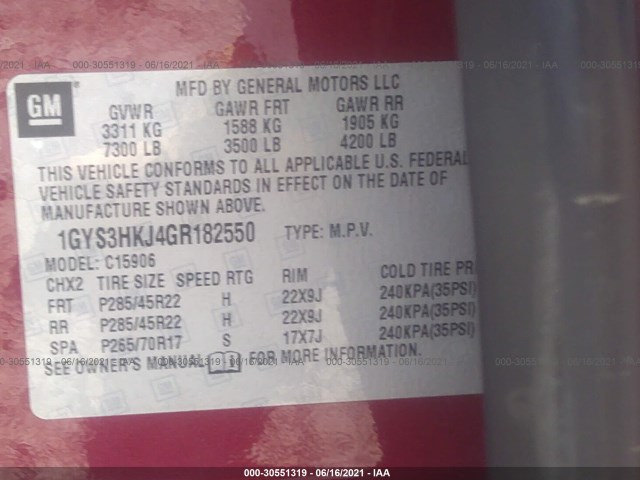 000-30551319 - 06/16/2021 - IAA
GM
MFD BY GENERAL MOTORS LLC
GVWR GAWR FRT GAWR RR
3311 KG 1588 KG 1905 KG
7300 LB 3500 LB 4200 LB
THIS VEHICLE CONFORMS TO ALL APPLICABLE U.S. FEDERAL
VEHICLE SAFETY STANDARDS IN EFFECT ON THE DATE OF
MANUFACTURE SHOWN ABOVE.
1GYS3HKJ4GR182550 TYPE: M.P.V.
MODEL: C15906
CHX2 TIRE SIZE SPEED RTG RIM COLD TIRE PR
FRT P285/45R22 H 22X9J 240KPA(35PSI)
RR P285/45R22 H 22X9J 240KPA(35PSI)
SPA P265/70R17 S 17X7J 240KPA(35PSI)
SEE OWNER'S MANUAL i FOR MORE INFORMATION.
000-30551319 - 06/16/2021 - IAA